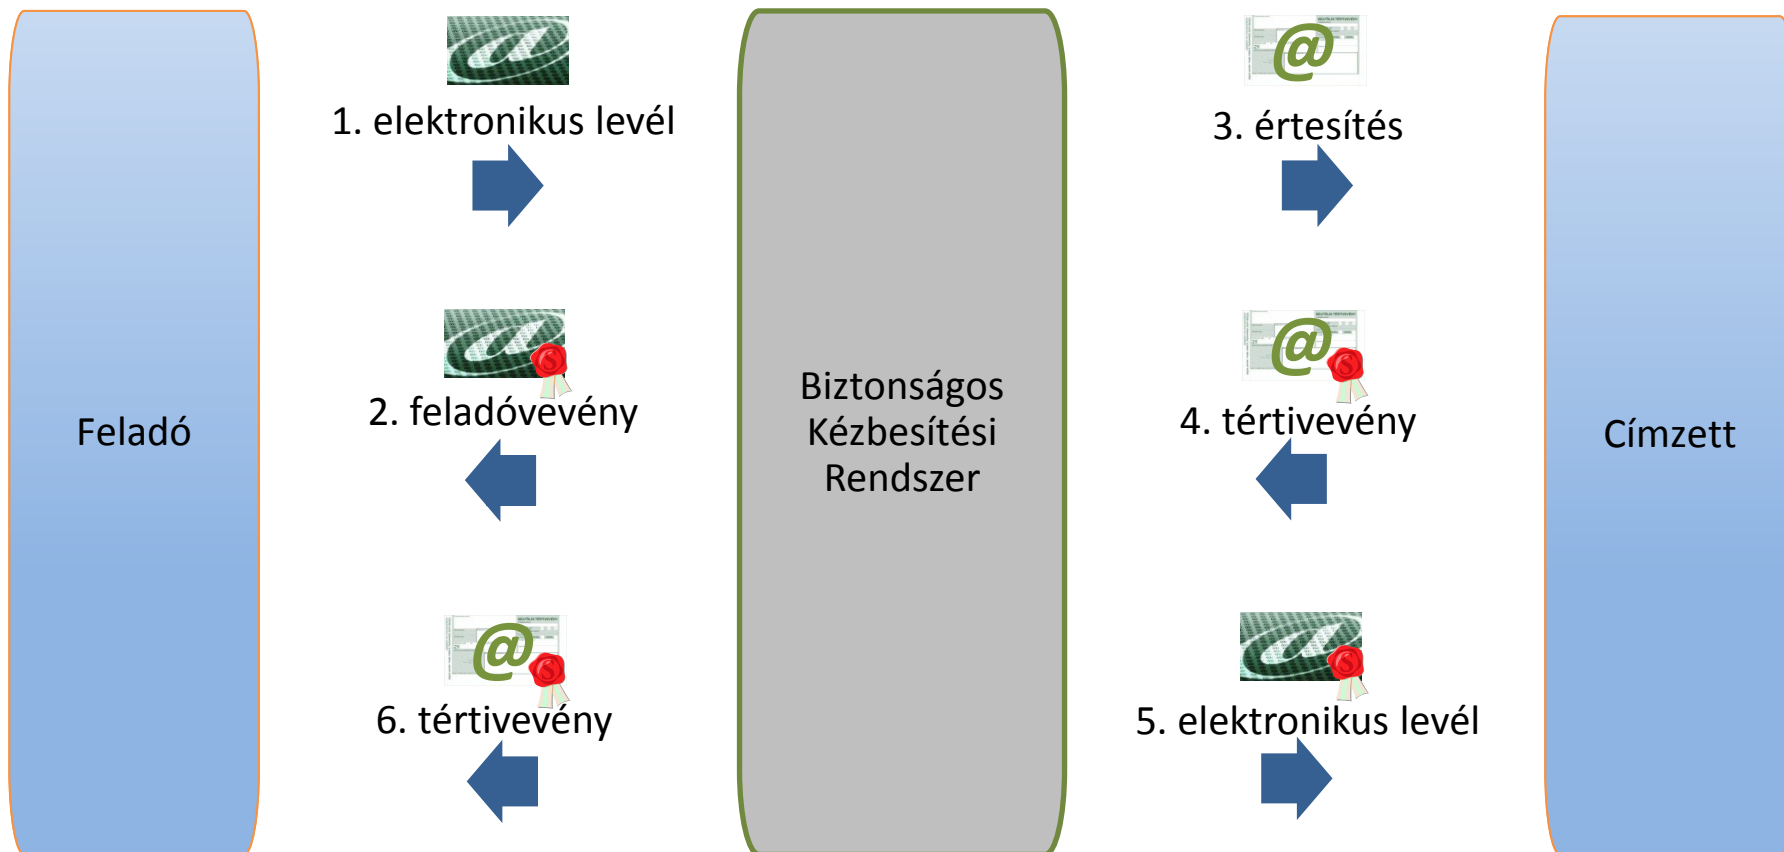 Feladó
1. elektronikus levél
2. feladóvevény
6. tértivevény
Biztonságos
Kézbesítési
Rendszer
3. értesítés
4. tértivevény
5. elektronikus levél
Címzett